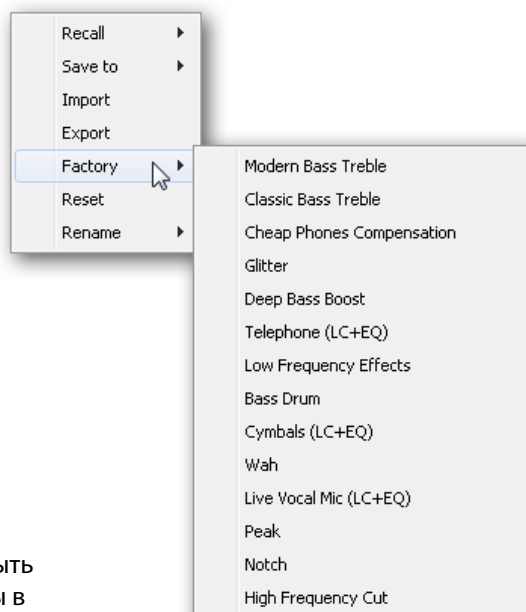 Recall
Save to
Import
Export
Factory
Reset
Rename
Modern Bass Treble
Classic Bass Treble
Cheap Phones Compensation
Glitter
Deep Bass Boost
Telephone (LC+EQ)
Low Frequency Effects
Bass Drum
Cymbals (LC+EQ)
Wah
Live Vocal Mic (LC+EQ)
Peak
Notch
High Frequency Cut
в